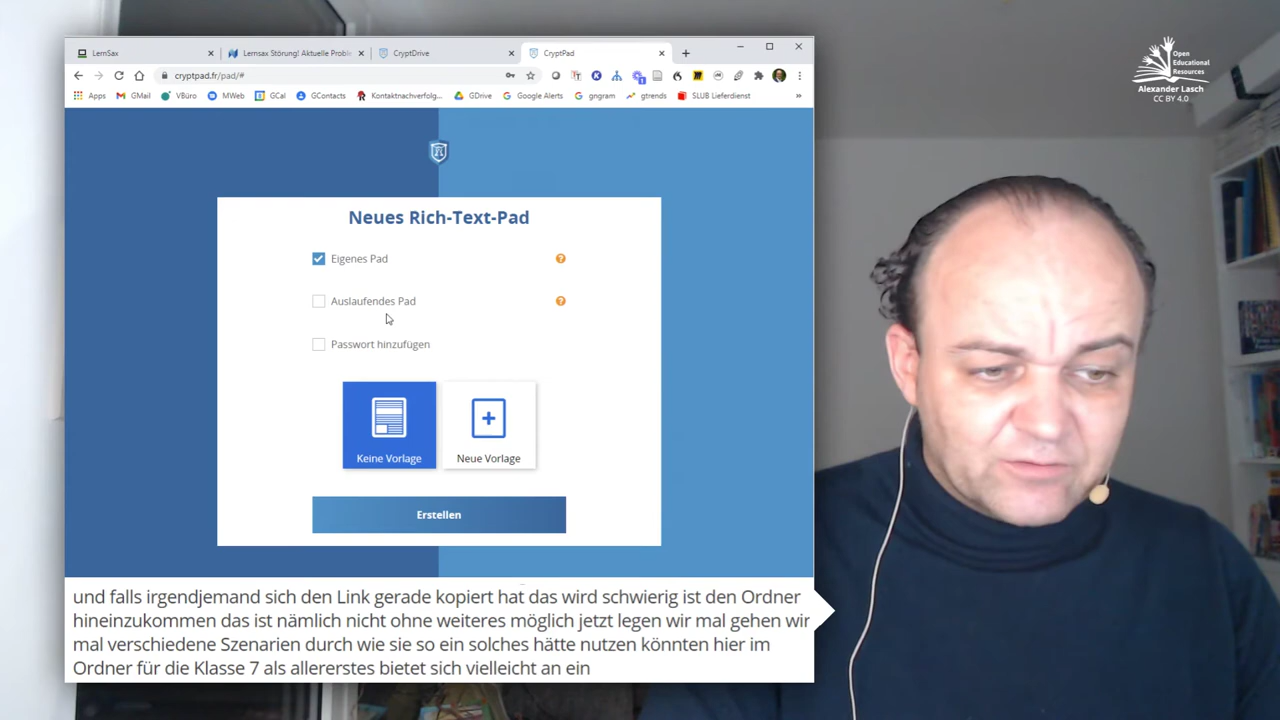 LernSax
Lernsax Störung! Aktuelle Probl
CryptDrive
CryptPad
cryptpad.fr/pad/#
Apps
GMail
VBüro
MWeb
GCal
GContacts
Kontaktnachverfolg...
GDrive
Google Alerts
gngram
gtrends
SLUB Lieferdienst
»
Open
Educational
Resources
Alexander Lasch
CC BY 4.0
Neues Rich-Text-Pad
Eigenes Pad
?
Auslaufendes Pad
?
Passwort hinzufügen
Keine Vorlage
Neue Vorlage
Erstellen
und falls irgendjemand sich den Link gerade kopiert hat das wird schwierig ist den Ordner
hineinzukommen das ist nämlich nicht ohne weiteres möglich jetzt legen wir mal gehen wir
mal verschiedene Szenarien durch wie sie so ein solches hätte nutzen könnten hier im
Ordner für die Klasse 7 als allererstes bietet sich vielleicht an ein